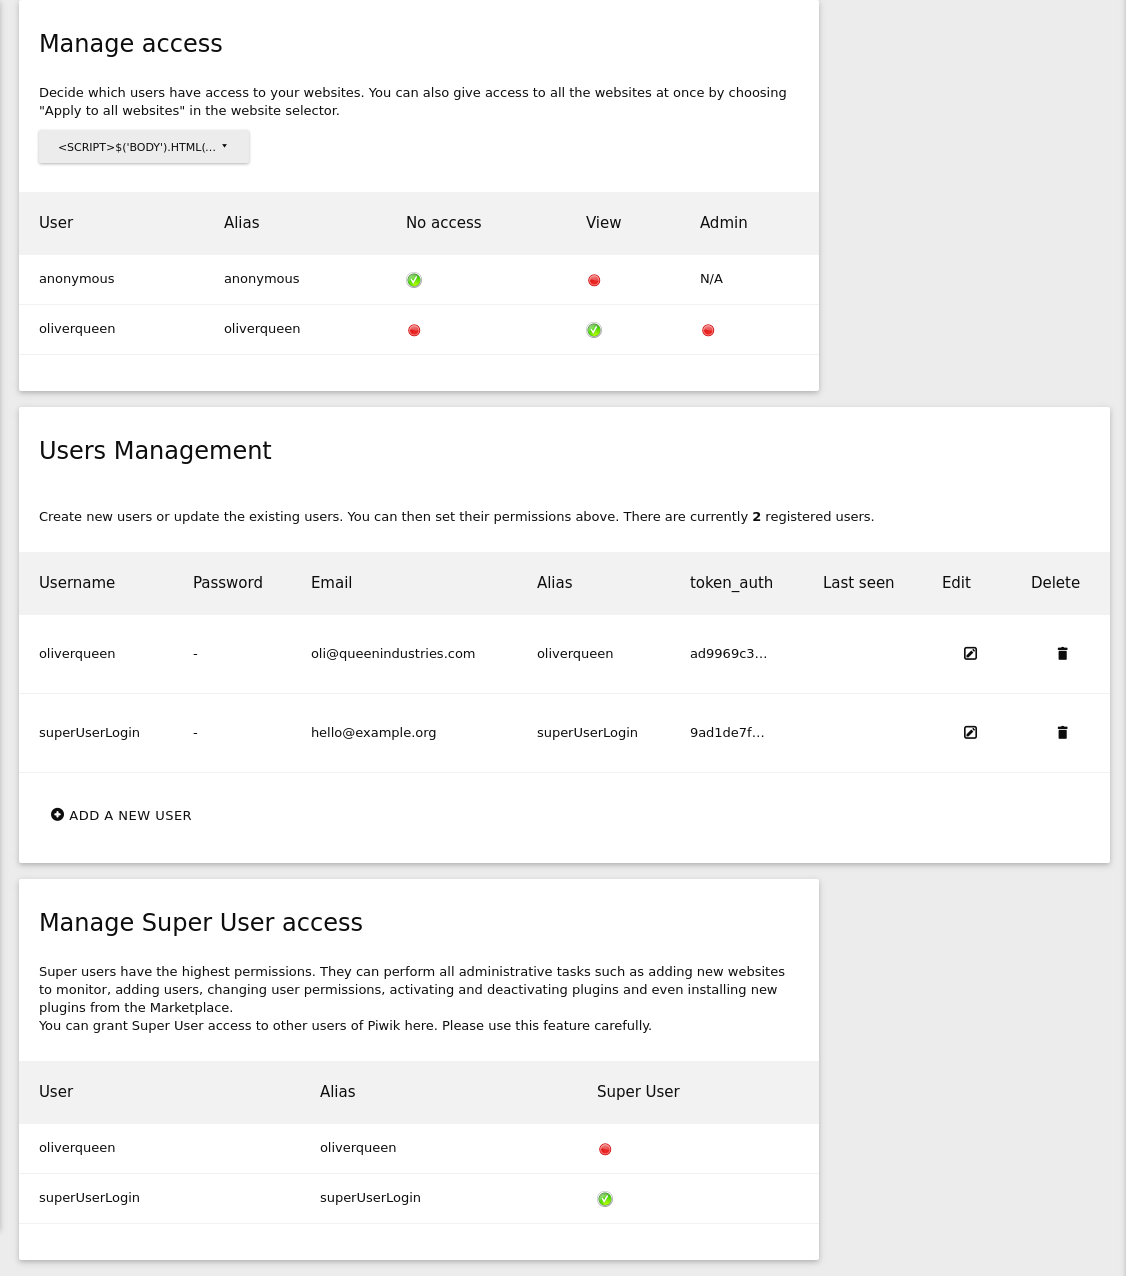 Manage access
Decide which users have access to your websites. You can also give access to all the websites at once by choosing
"Apply to all websites" in the website selector.
<SCRIPT>$('BODY').HTML(...
User Alias No access View Admin
anonymous anonymous N/A
oliverqueen oliverqueen
Users Management
Create new users or update the existing users. You can then set their permissions above. There are currently 2 registered users.
Username Password Email Alias token_auth Last seen Edit Delete
oliverqueen - oli@queenindustries.com oliverqueen ad9969c3...
superUserLogin - hello@example.org superUserLogin 9ad1de7f...
ADD A NEW USER
Manage Super User access
Super users have the highest permissions. They can perform all administrative tasks such as adding new websites
to monitor, adding users, changing user permissions, activating and deactivating plugins and even installing new
plugins from the Marketplace.
You can grant Super User access to other users of Piwik here. Please use this feature carefully.
User Alias Super User
oliverqueen oliverqueen
superUserLogin superUserLogin